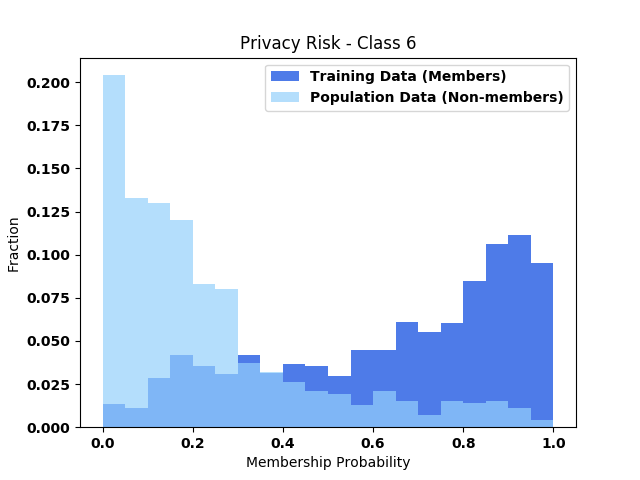 Privacy Risk - Class 6
Training Data (Members)
Population Data (Non-members)
Fraction
0.200
0.175
0.150
0.125
0.100
0.075
0.050
0.025
0.000
0.0 0.2 0.4 0.6 0.8 1.0
Membership Probability